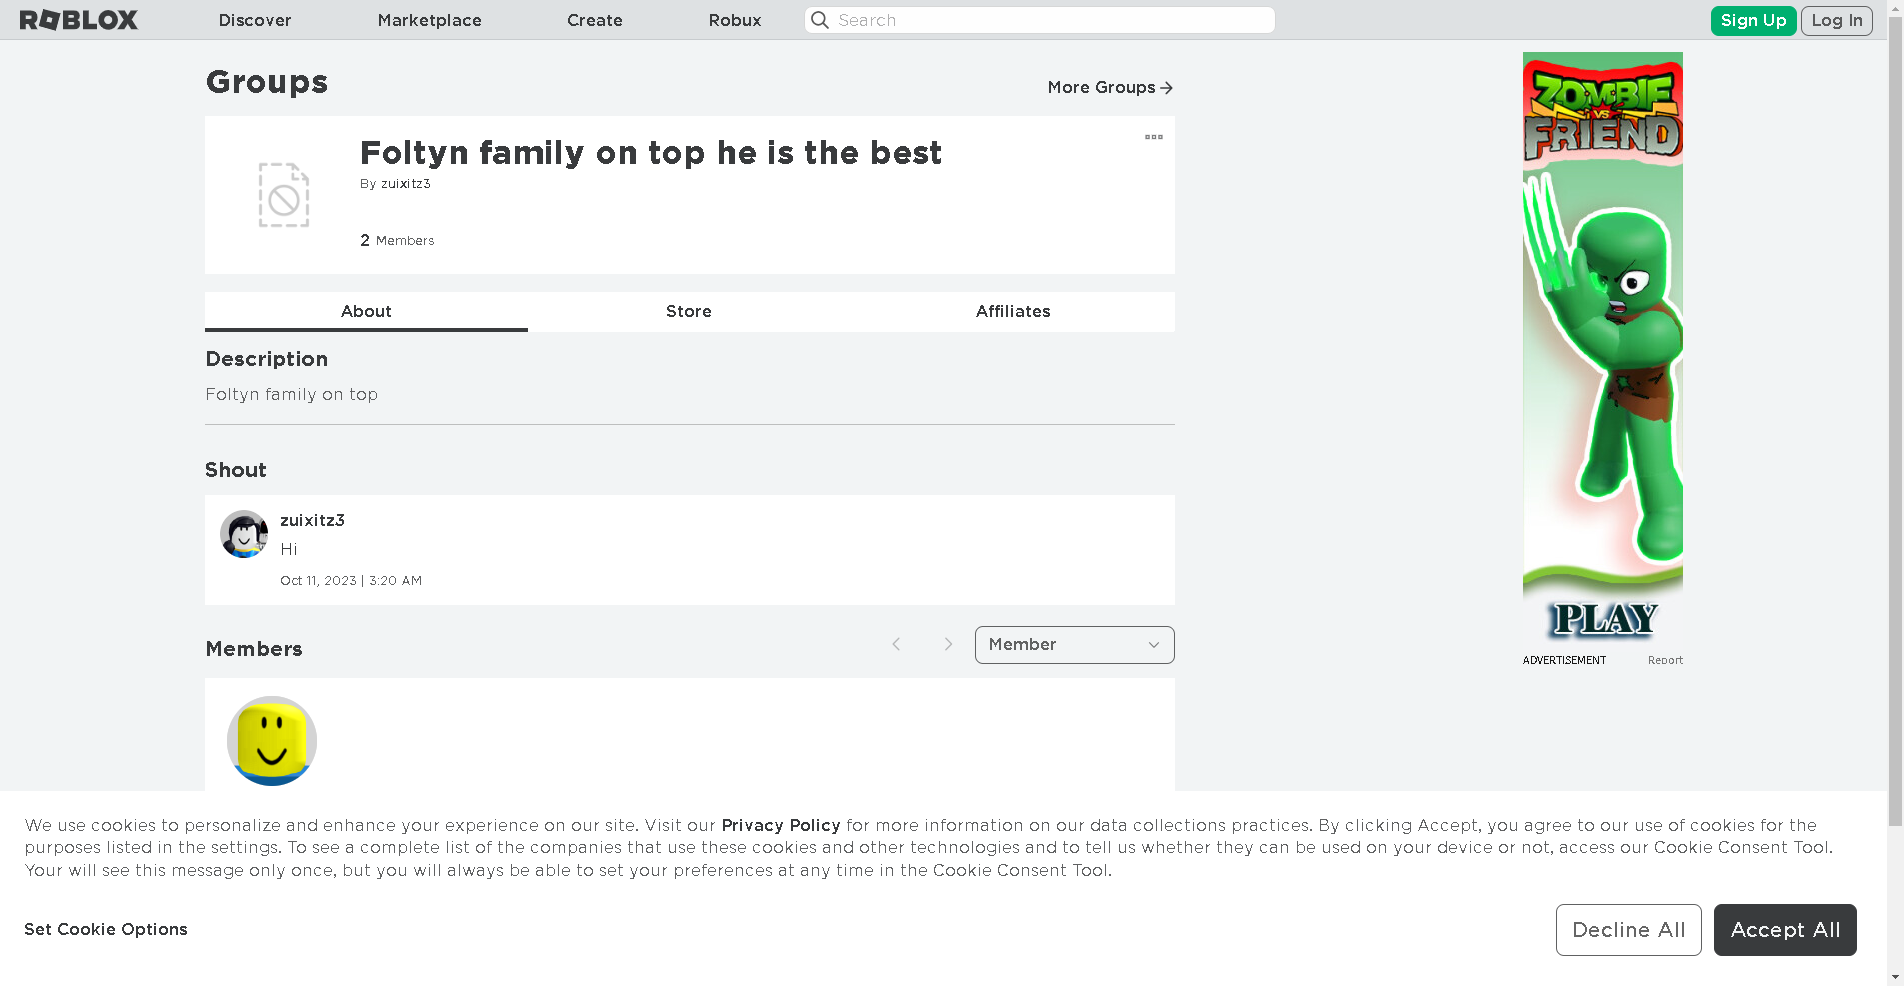 ROBLOX
Discover
Marketplace
Create
Robux
Search
Sign Up
Log In
Groups
More Groups
Foltyn family on top he is the best
By zuixitz3
2 Members
About
Store
Affiliates
Description
Foltyn family on top
Shout
zuixitz3
Hi
Oct 11, 2023 | 3:20 AM
Members
Member
ZOMBIE
VS
FRIEND
PLAY
ADVERTISEMENT
Report
We use cookies to personalize and enhance your experience on our site. Visit our Privacy Policy for more information on our data collections practices. By clicking Accept, you agree to our use of cookies for the
purposes listed in the settings. To see a complete list of the companies that use these cookies and other technologies and to tell us whether they can be used on your device or not, access our Cookie Consent Tool.
Your will see this message only once, but you will always be able to set your preferences at any time in the Cookie Consent Tool.
Set Cookie Options
Decline All
Accept All